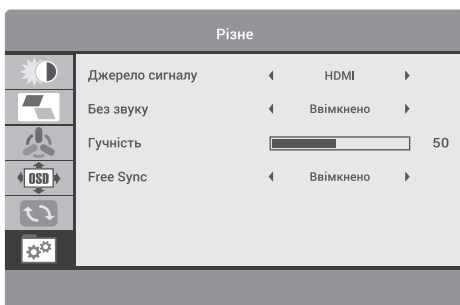 Різне
Джерело сигналу HDMI
Без звуку Ввімкнено
Гучність 50
OSD
Free Sync Ввімкнено